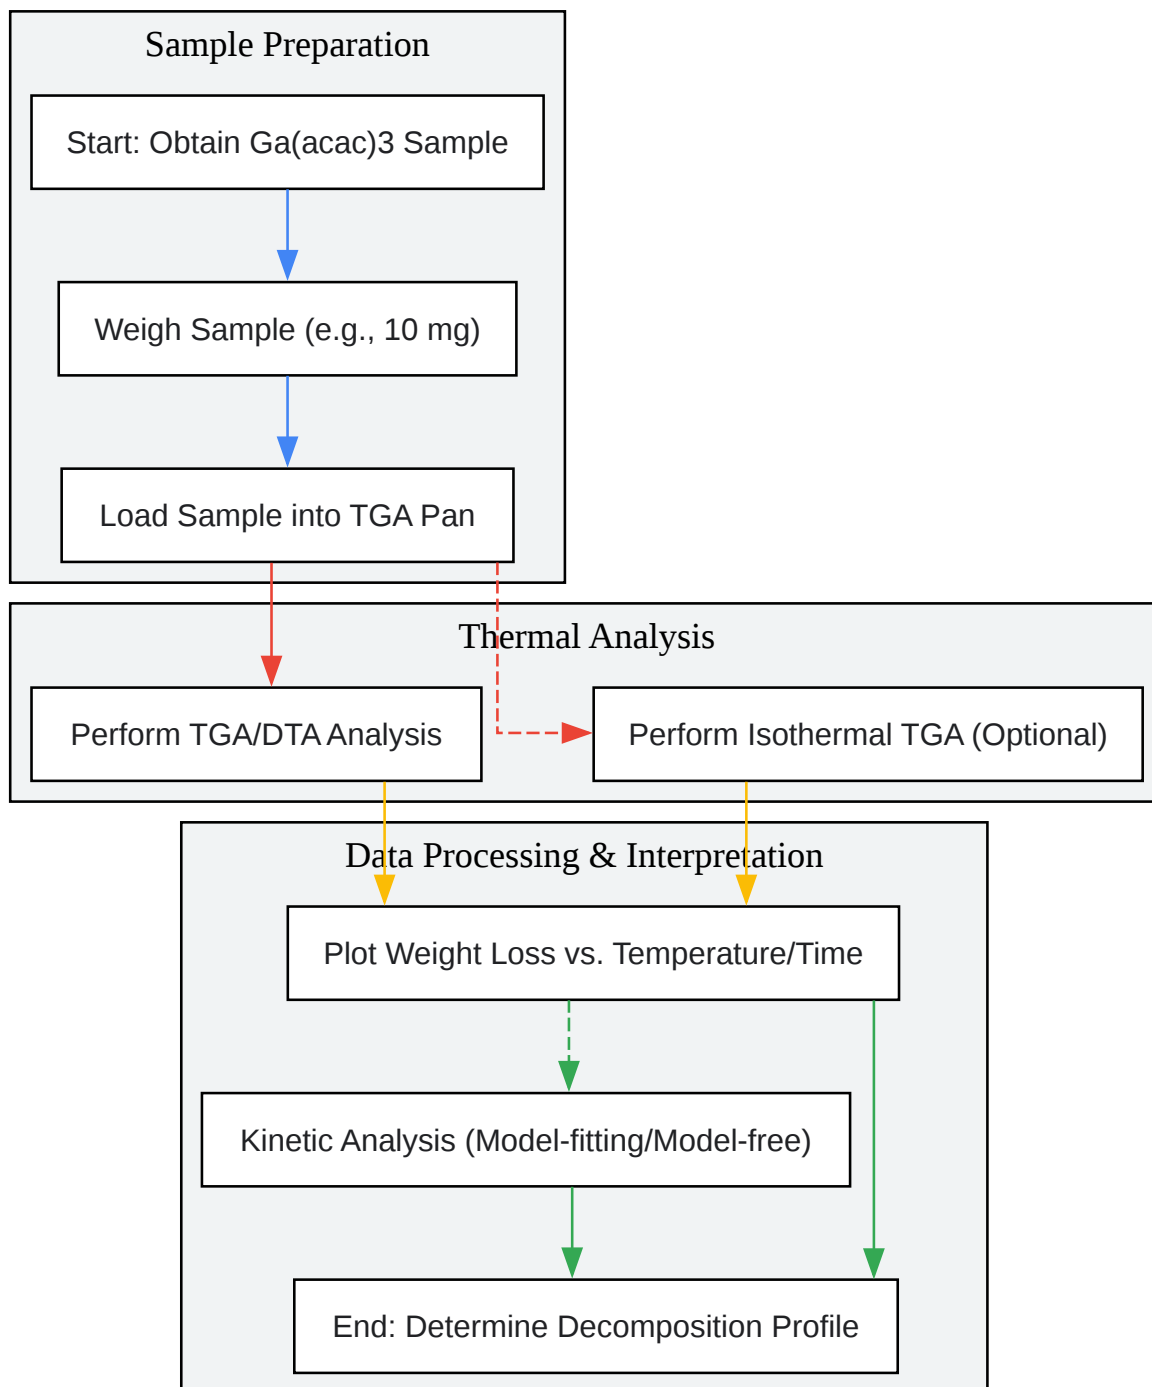 Sample Preparation
Start: Obtain Ga(acac)3 Sample
Weigh Sample (e.g., 10 mg)
Load Sample into TGA Pan
Thermal Analysis
Perform TGA/DTA Analysis
Perform Isothermal TGA (Optional)
Data Processing & Interpretation
Plot Weight Loss vs. Temperature/Time
Kinetic Analysis (Model-fitting/Model-free)
End: Determine Decomposition Profile